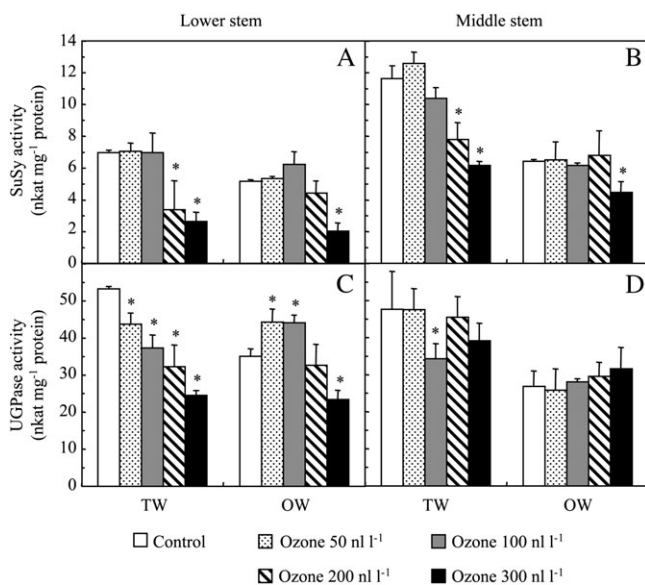 Lower stem Middle stem
14
12
10
8
6
4
2
0
SuSy activity
(nkat mg⁻¹ protein)
A
*
*
*
B
*
*
*
50
40
30
20
10
0
UGPase activity
(nkat mg⁻¹ protein)
C
*
*
*
*
*
*
*
D
*
TW OW TW OW
Control Ozone 50 nl l⁻¹ Ozone 100 nl l⁻¹
Ozone 200 nl l⁻¹ Ozone 300 nl l⁻¹